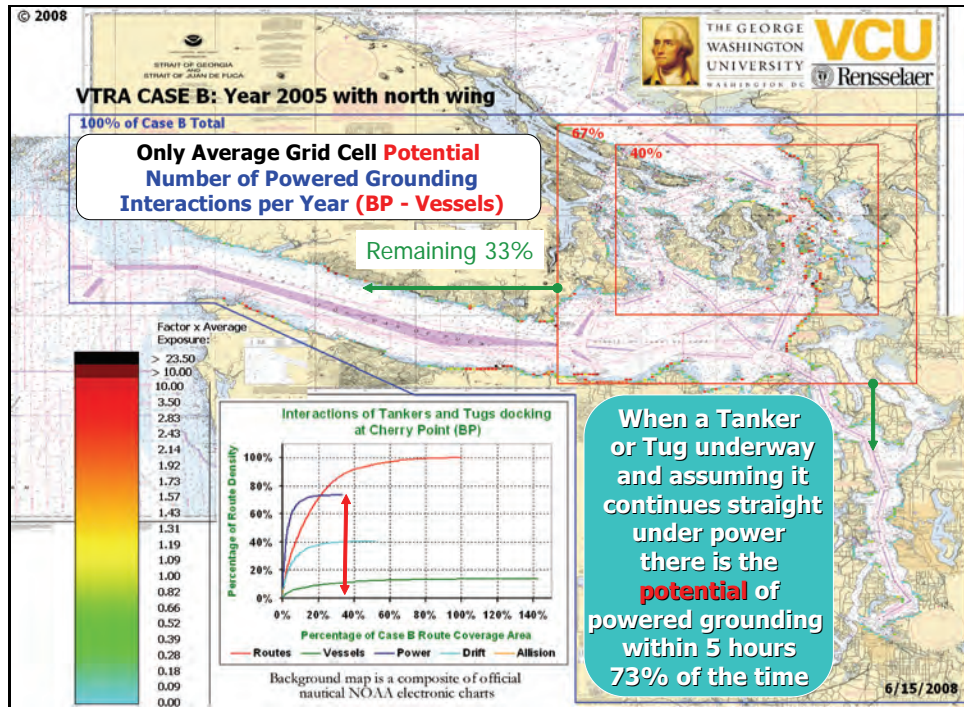 © 2008
STRAIT OF GEORGIA
AND
STRAIT OF JUAN DE FUCA
THE GEORGE
WASHINGTON
UNIVERSITY
WASHINGTON DC
VCU
Rensselaer
VTRA CASE B: Year 2005 with north wing
100% of Case B Total
67%
40%
Only Average Grid Cell Potential
Number of Powered Grounding
Interactions per Year (BP - Vessels)
Remaining 33%
Factor x Average
Exposure:
> 23.50
> 10.00
10.00
3.50
2.83
2.43
2.14
1.92
1.73
1.57
1.43
1.31
1.19
1.09
1.00
0.82
0.66
0.52
0.39
0.28
0.18
0.09
0.00
Interactions of Tankers and Tugs docking
at Cherry Point (BP)
Percentage of Route Density
100%
80%
60%
40%
20%
0%
0% 20% 40% 60% 80% 100% 120% 140%
Percentage of Case B Route Coverage Area
Routes Vessels Power Drift Allision
Background map is a composite of official
nautical NOAA electronic charts
When a Tanker
or Tug underway
and assuming it
continues straight
under power
there is the
potential of
powered grounding
within 5 hours
73% of the time
6/15/2008